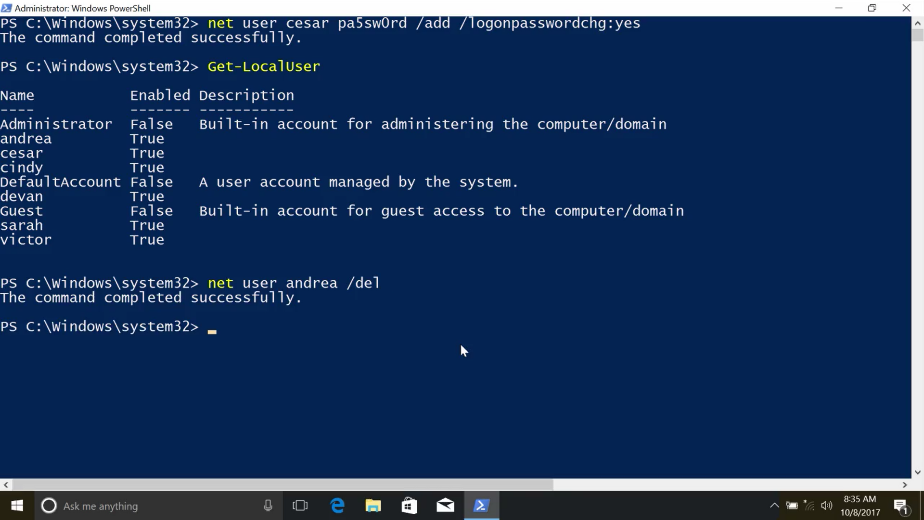 Administrator: Windows PowerShell
PS C:\Windows\system32> net user cesar pa5sw0rd /add /logonpasswordchg:yes
The command completed successfully.
PS C:\Windows\system32> Get-LocalUser
Name Enabled Description
---- ------- -----------
Administrator False Built-in account for administering the computer/domain
andrea True
cesar True
cindy True
DefaultAccount False A user account managed by the system.
devan True
Guest False Built-in account for guest access to the computer/domain
sarah True
victor True
PS C:\Windows\system32> net user andrea /del
The command completed successfully.
PS C:\Windows\system32> _
Ask me anything
8:35 AM
10/8/2017
1